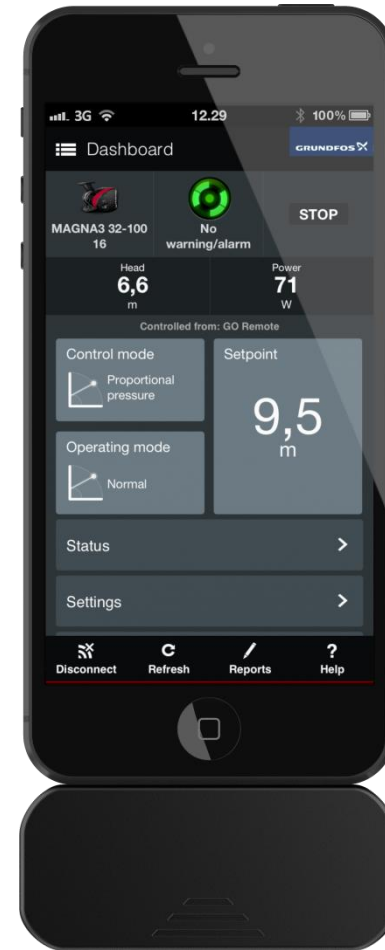 3G 12.29 100%
Dashboard
GRUNDFOS
MAGNA3 32-100
16
No
warning/alarm
STOP
Head
6,6
m
Power
71
W
Controlled from: GO Remote
Control mode
Proportional
pressure
Setpoint
9,5
m
Operating mode
Normal
Status
Settings
Disconnect
Refresh
Reports
Help